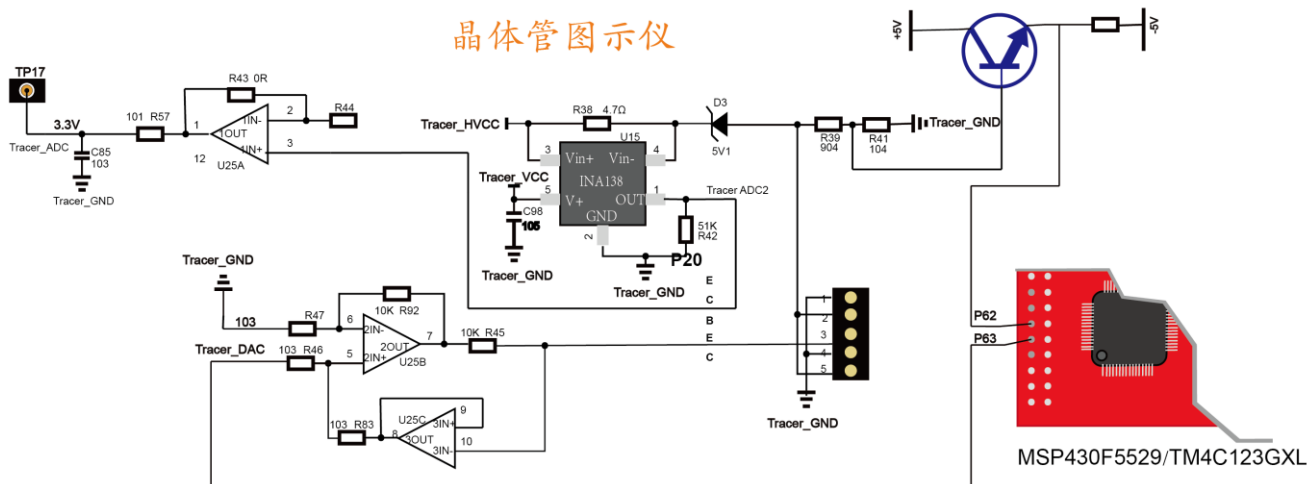 晶体管图示仪
+5V
-5V
TP17
R43 0R
R44
101 R57
3.3V
Tracer_ADC
C85
103
Tracer_GND
1
2
3
12
1OUT
1IN-
1IN+
U25A
R38 4.7Ω
Tracer_HVCC
U15
D3
5V1
3
Vin+
Vin-
4
INA138
Tracer_VCC
5
V+
OUT
1
GND
2
Tracer ADC2
C98
105
Tracer_GND
51K
R42
P20
Tracer_GND
R39
904
R41
104
Tracer_GND
Tracer_GND
103
R47
10K R92
6
2IN-
2OUT
7
5
2IN+
U25B
10K R45
Tracer_DAC
103 R46
103 R83
U25C
8
3OUT
3IN+
9
3IN-
10
E
C
B
E
C
1
2
3
4
5
Tracer_GND
P62
P63
MSP430F5529/TM4C123GXL